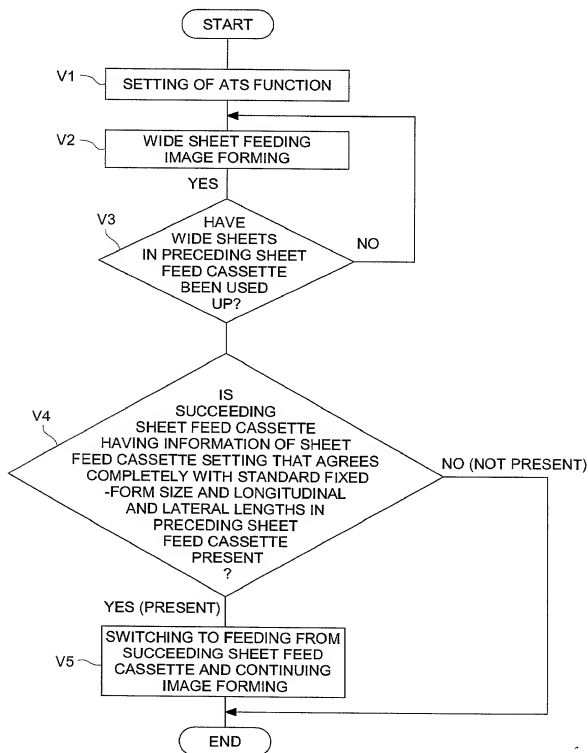 START
V1
SETTING OF ATS FUNCTION
V2
WIDE SHEET FEEDING
IMAGE FORMING
YES
V3
HAVE
WIDE SHEETS
IN PRECEDING SHEET
FEED CASSETTE
BEEN USED
UP?
NO
V4
IS
SUCCEEDING
SHEET FEED CASSETTE
HAVING INFORMATION OF SHEET
FEED CASSETTE SETTING THAT AGREES
COMPLETELY WITH STANDARD FIXED
-FORM SIZE AND LONGITUDINAL
AND LATERAL LENGTHS IN
PRECEDING SHEET
FEED CASSETTE
PRESENT
?
NO (NOT PRESENT)
YES (PRESENT)
V5
SWITCHING TO FEEDING FROM
SUCCEEDING SHEET FEED
CASSETTE AND CONTINUING
IMAGE FORMING
END